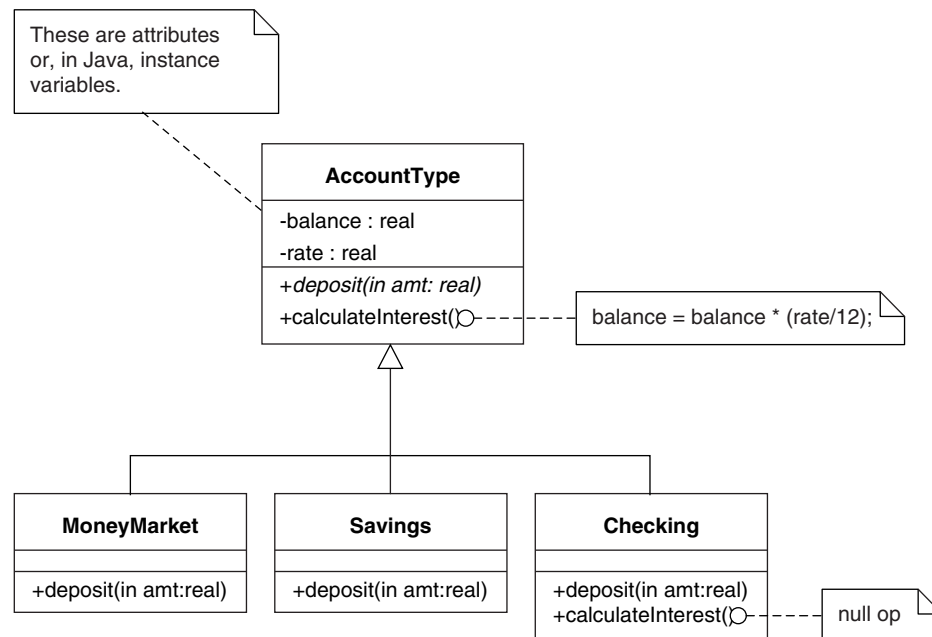 These are attributes
or, in Java, instance
variables.
AccountType
-balance : real
-rate : real
+deposit(in amt: real)
+calculateInterest()
balance = balance * (rate/12);
MoneyMarket
+deposit(in amt:real)
Savings
+deposit(in amt:real)
Checking
+deposit(in amt:real)
+calculateInterest()
null op